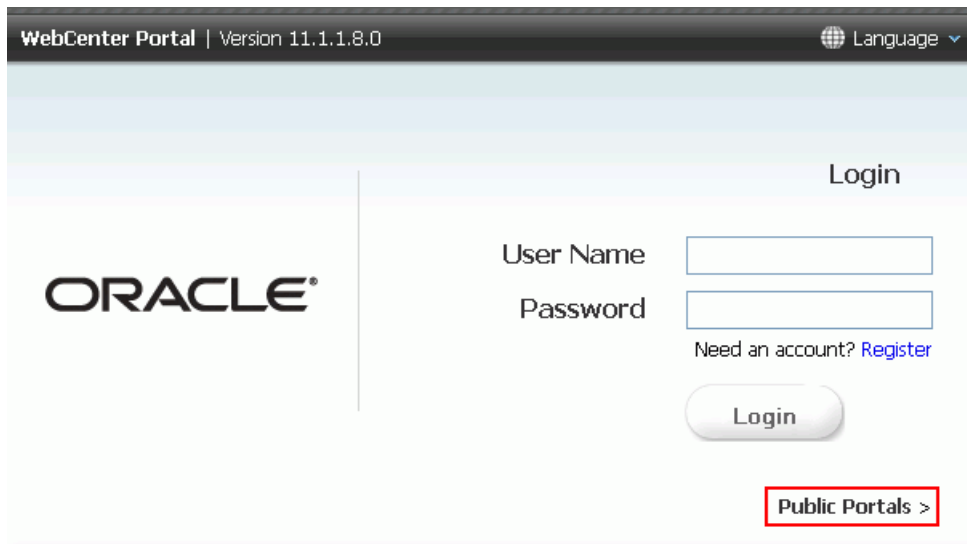 WebCenter Portal | Version 11.1.1.8.0
Language
Login
ORACLE®
User Name
Password
Need an account? Register
Login
Public Portals >